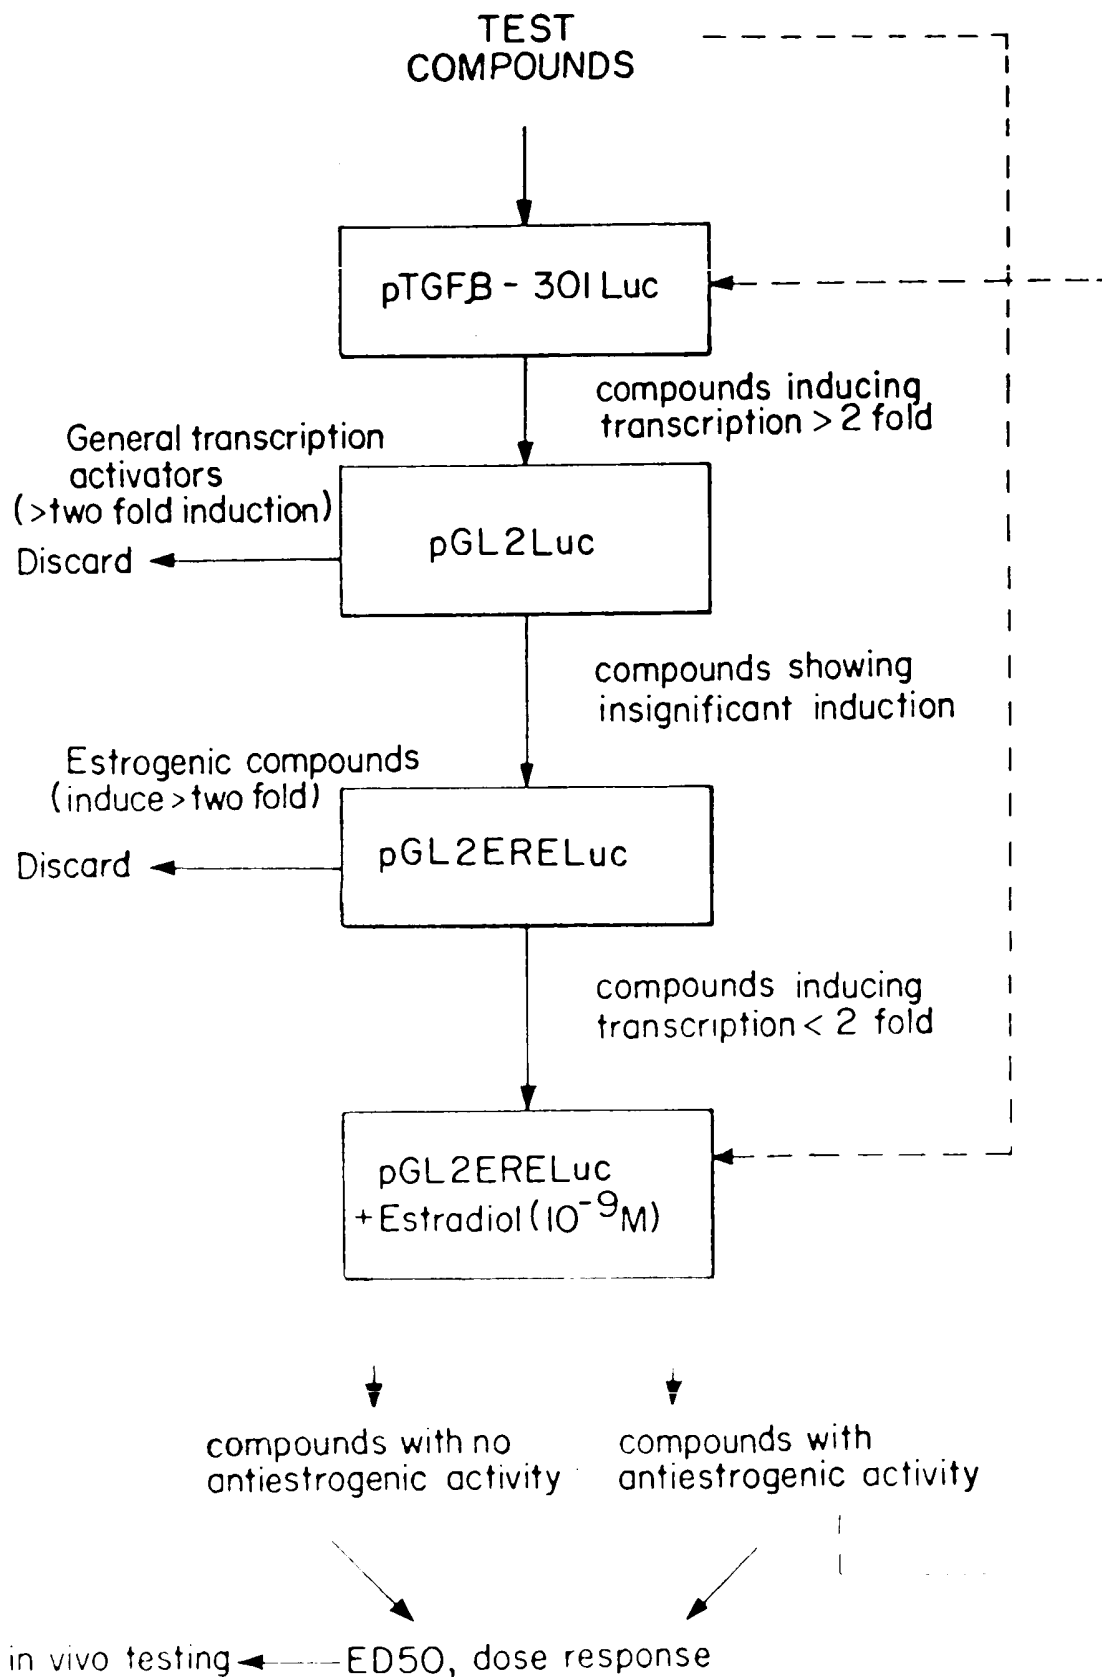 TEST
COMPOUNDS
pTGFβ - 301 Luc
compounds inducing
transcription > 2 fold
General transcription
activators
(>two fold induction)
Discard
pGL2Luc
compounds showing
insignificant induction
Estrogenic compounds
(induce > two fold)
Discard
pGL2ERELuc
compounds inducing
transcription < 2 fold
pGL2ERELuc
+ Estradiol (10⁻⁹M)
compounds with no
antiestrogenic activity
compounds with
antiestrogenic activity
in vivo testing
ED50, dose response